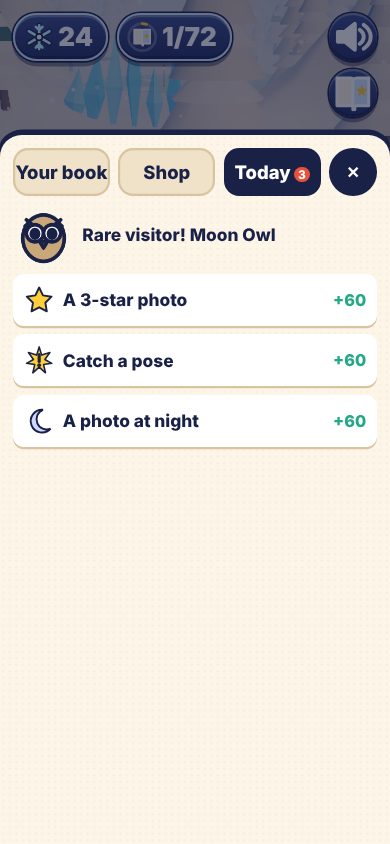 24
1/72
Your book
Shop
Today 3
×
Rare visitor! Moon Owl
A 3-star photo +60
Catch a pose +60
A photo at night +60